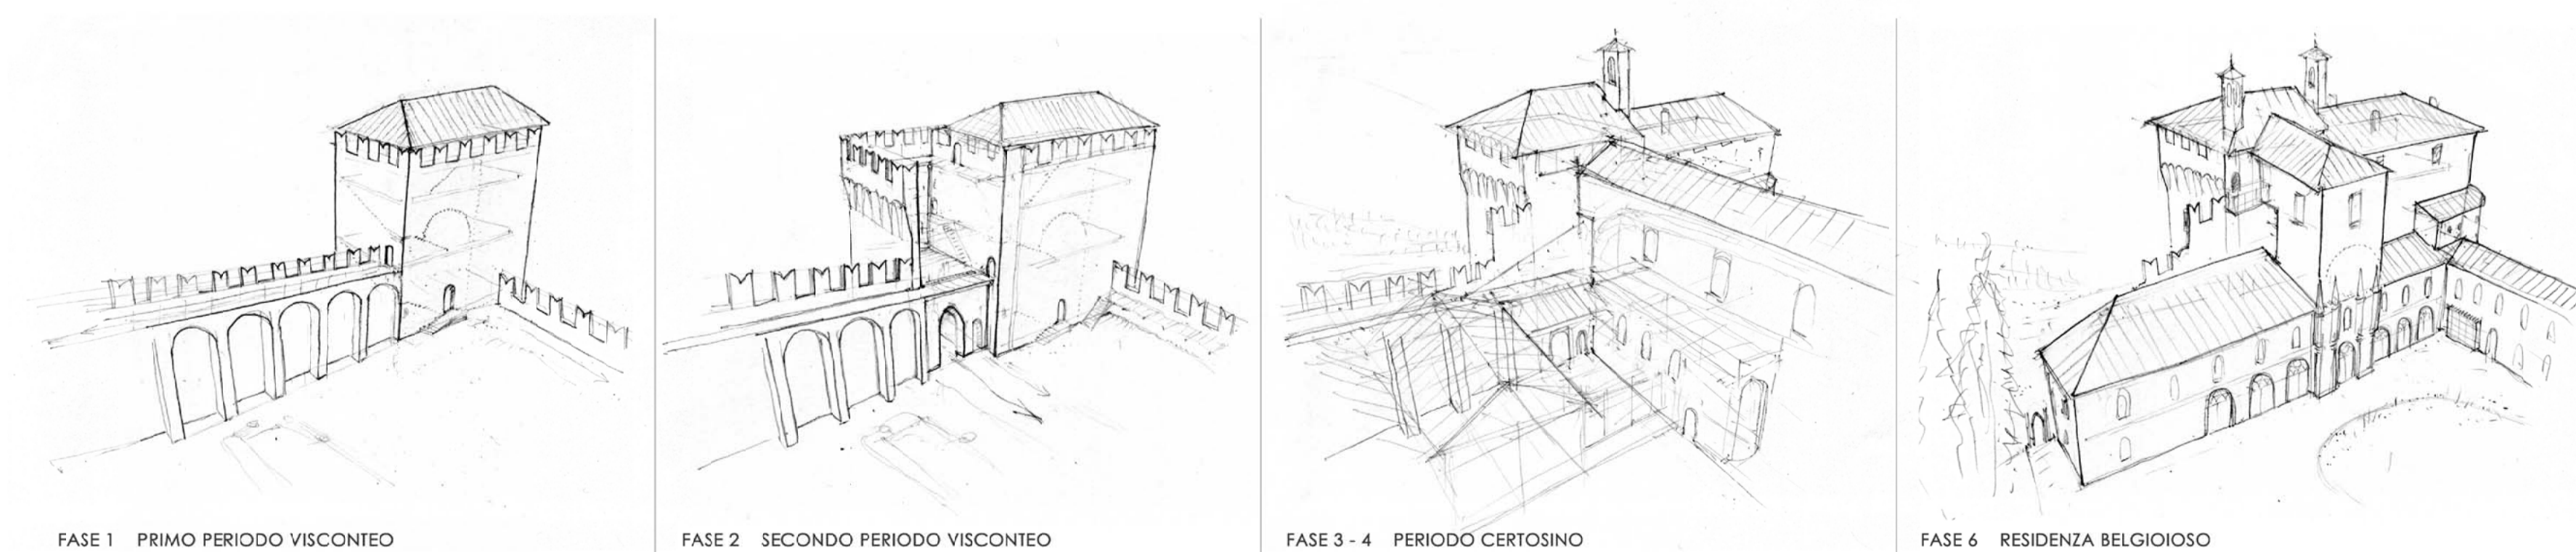 FASE 1 PRIMO PERIODO VISCONTEO
FASE 2 SECONDO PERIODO VISCONTEO
FASE 3 - 4 PERIODO CERTOSINO
FASE 6 RESIDENZA BELGIOIOSO